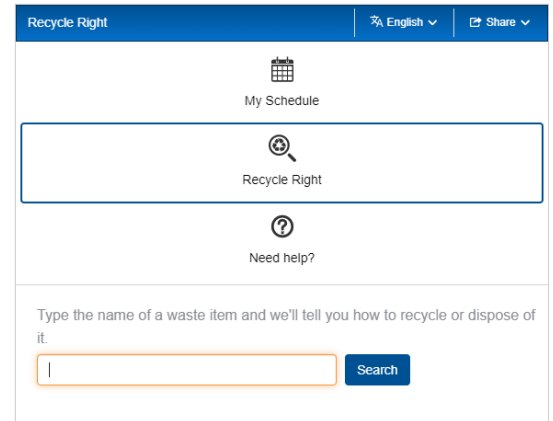 Recycle Right
English
Share
My Schedule
Recycle Right
Need help?
Type the name of a waste item and we'll tell you how to recycle or dispose of
it.
Search